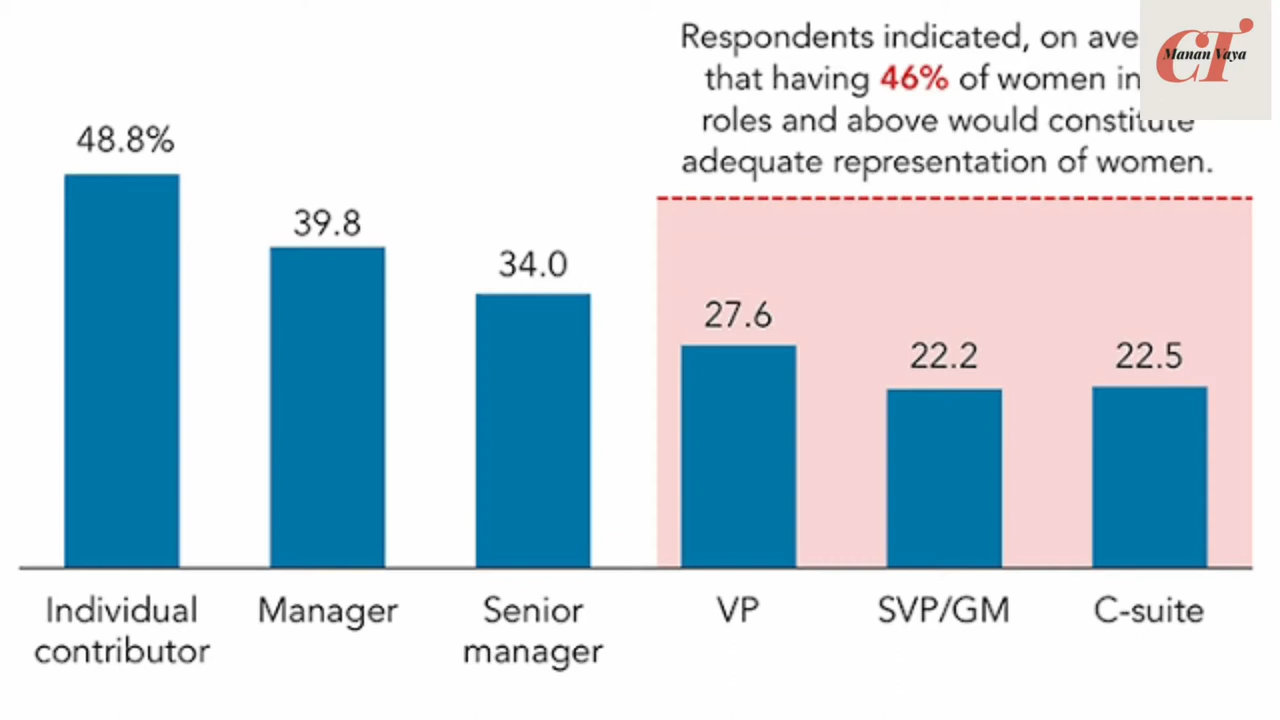 Respondents indicated, on
that having 46% of women in
roles and above would constitute
adequate representation of women.
CT
Manan Vaya
48.8%
39.8
34.0
27.6
22.2
22.5
Individual
contributor
Manager
Senior
manager
VP
SVP/GM
C-suite